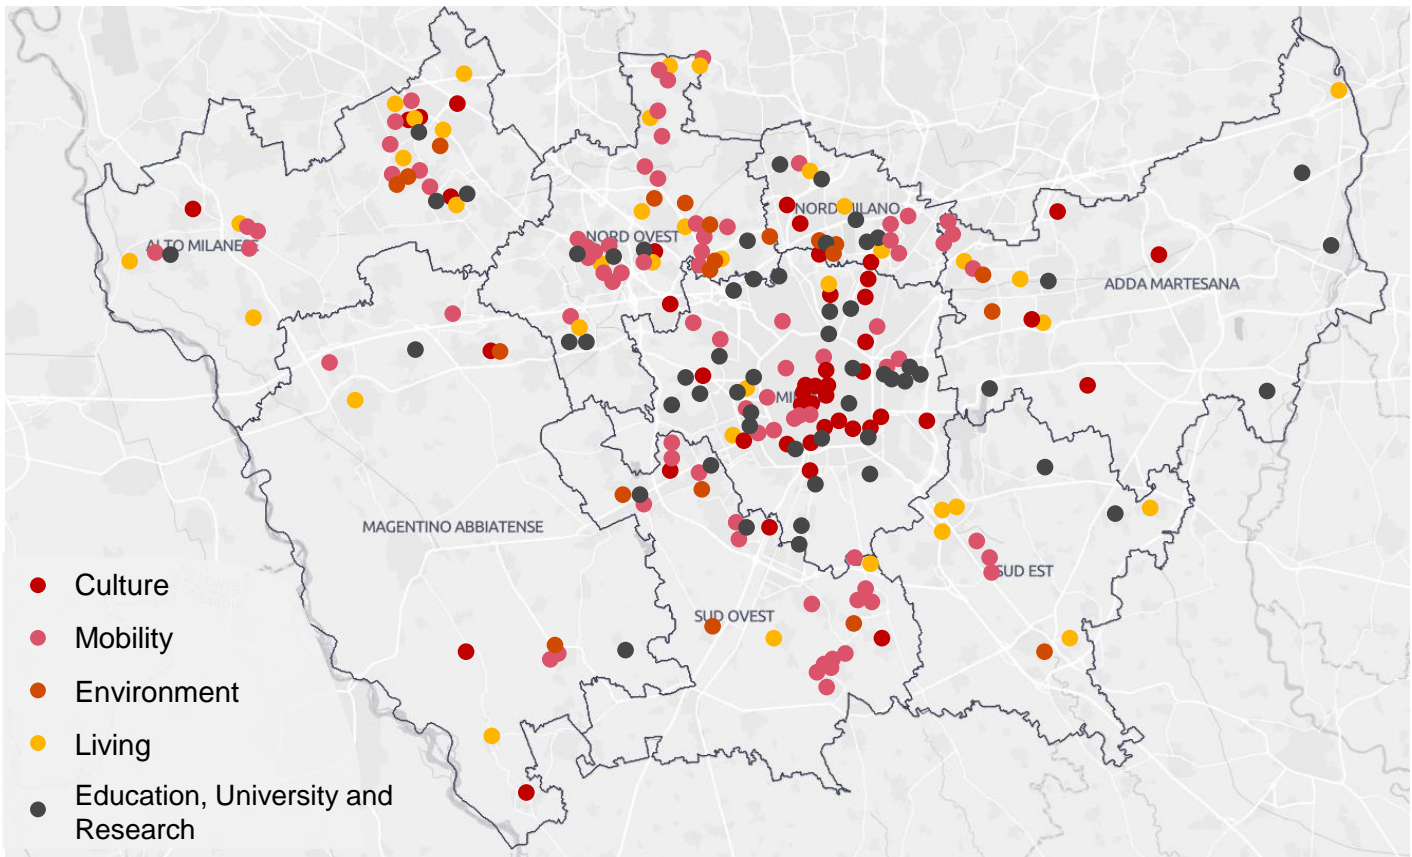 NORD MILANO
NORD OVEST
ALTO MILANESE
ADDA MARTESANA
MAGENTINO ABBIATENSE
SUD EST
SUD OVEST
Culture
Mobility
Environment
Living
Education, University and
Research